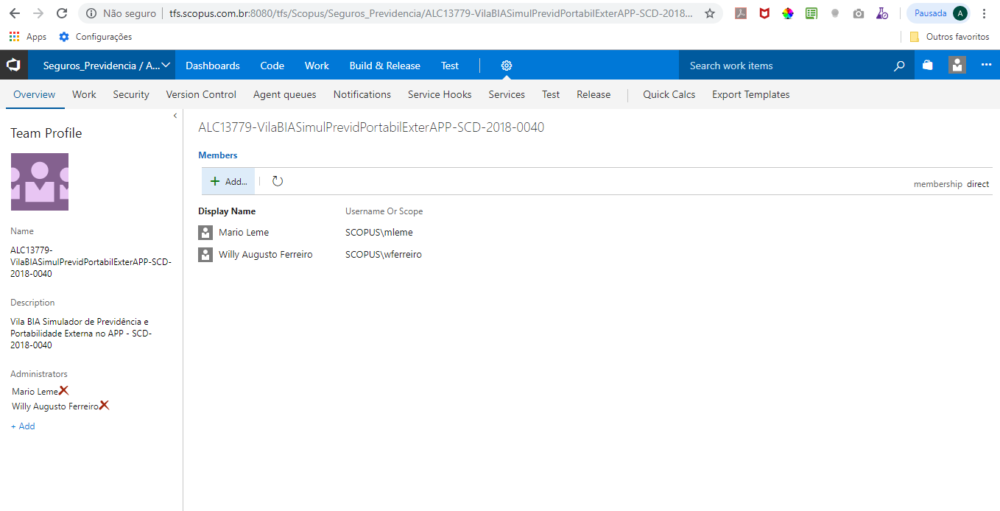 Não seguro tfs.scopus.com.br:8080/tfs/Scopus/Seguros_Previdencia/ALC13779-VilaBIASimulPrevidPortabilExterAPP-SCD-2018... Pausada A
Apps Configurações Outros favoritos
Seguros_Previdencia / A... Dashboards Code Work Build & Release Test Search work items
Overview Work Security Version Control Agent queues Notifications Service Hooks Services Test Release Quick Calcs Export Templates
Team Profile
Name
ALC13779-
VilaBIASimulPrevidPortabilExterAPP-SCD-
2018-0040
Description
Vila BIA Simulador de Previdência e
Portabilidade Externa no APP - SCD-
2018-0040
Administrators
Mario Leme
Willy Augusto Ferreiro
+ Add
ALC13779-VilaBIASimulPrevidPortabilExterAPP-SCD-2018-0040
Members
+ Add...
membership direct
Display Name Username Or Scope
Mario Leme SCOPUS\mleme
Willy Augusto Ferreiro SCOPUS\wferreiro